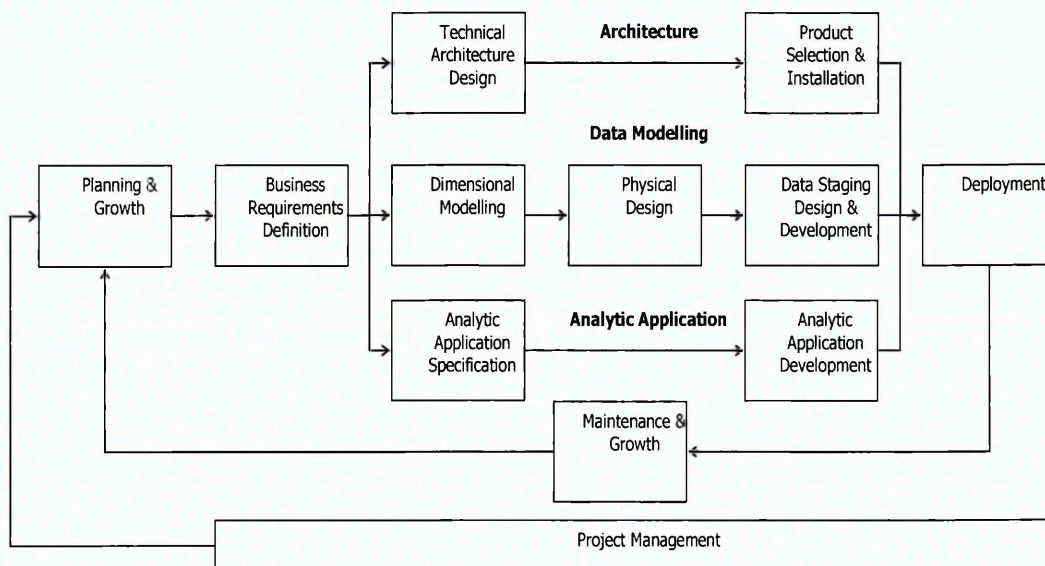 Technical
Architecture
Design
Architecture
Product
Selection &
Installation
Data Modelling
Planning &
Growth
Business
Requirements
Definition
Dimensional
Modelling
Physical
Design
Data Staging
Design &
Development
Deployment
Analytic
Application
Specification
Analytic Application
Analytic
Application
Development
Maintenance &
Growth
Project Management